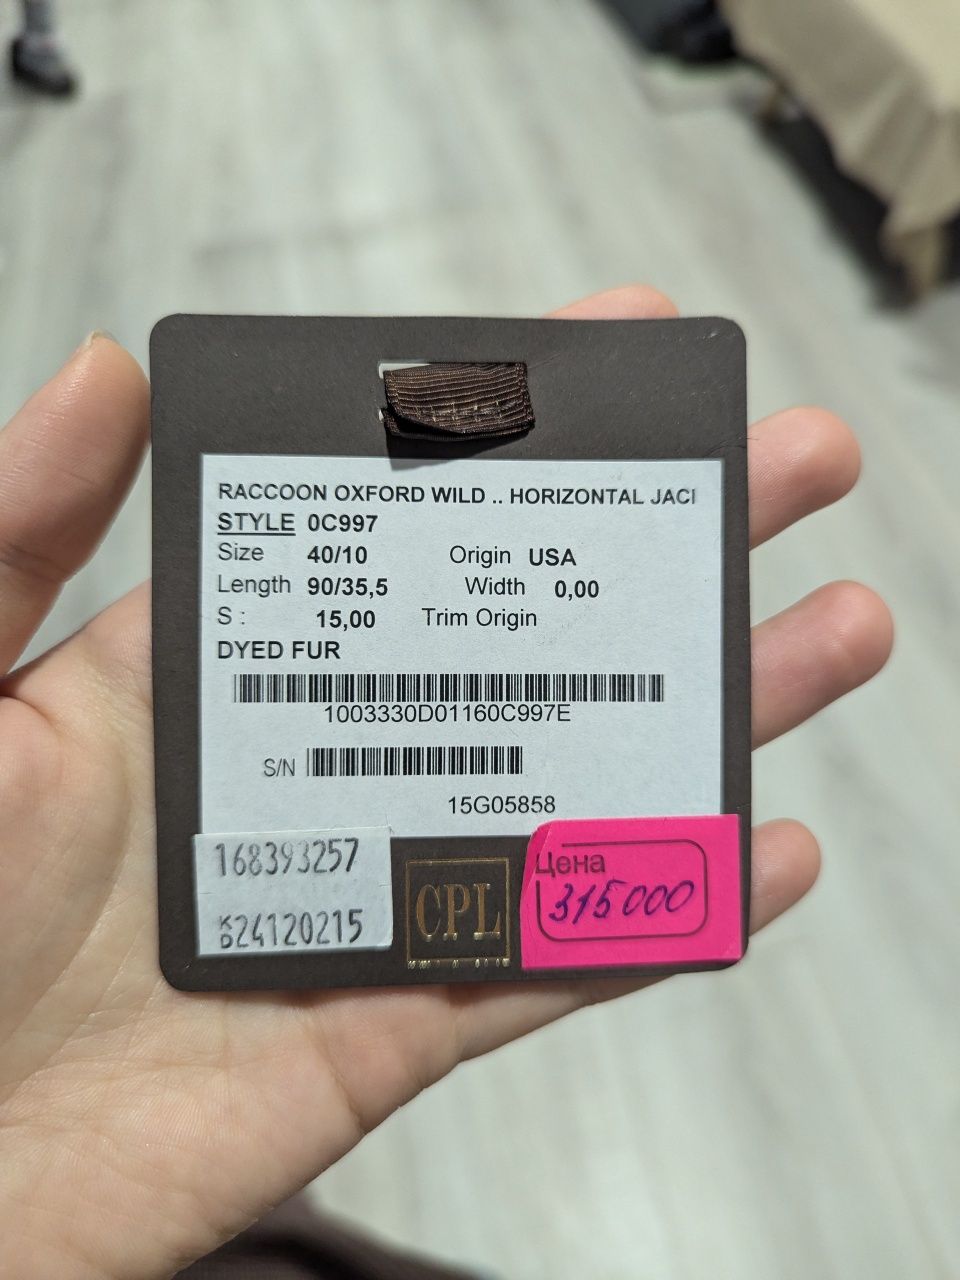 RACCOON OXFORD WILD .. HORIZONTAL JACI
STYLE 0C997
Size 40/10 Origin USA
Length 90/35,5 Width 0,00
S : 15,00 Trim Origin
DYED FUR
1003330D01160C997E
S/N
15G05858
168393257
24120215
CPL
Цена
315000